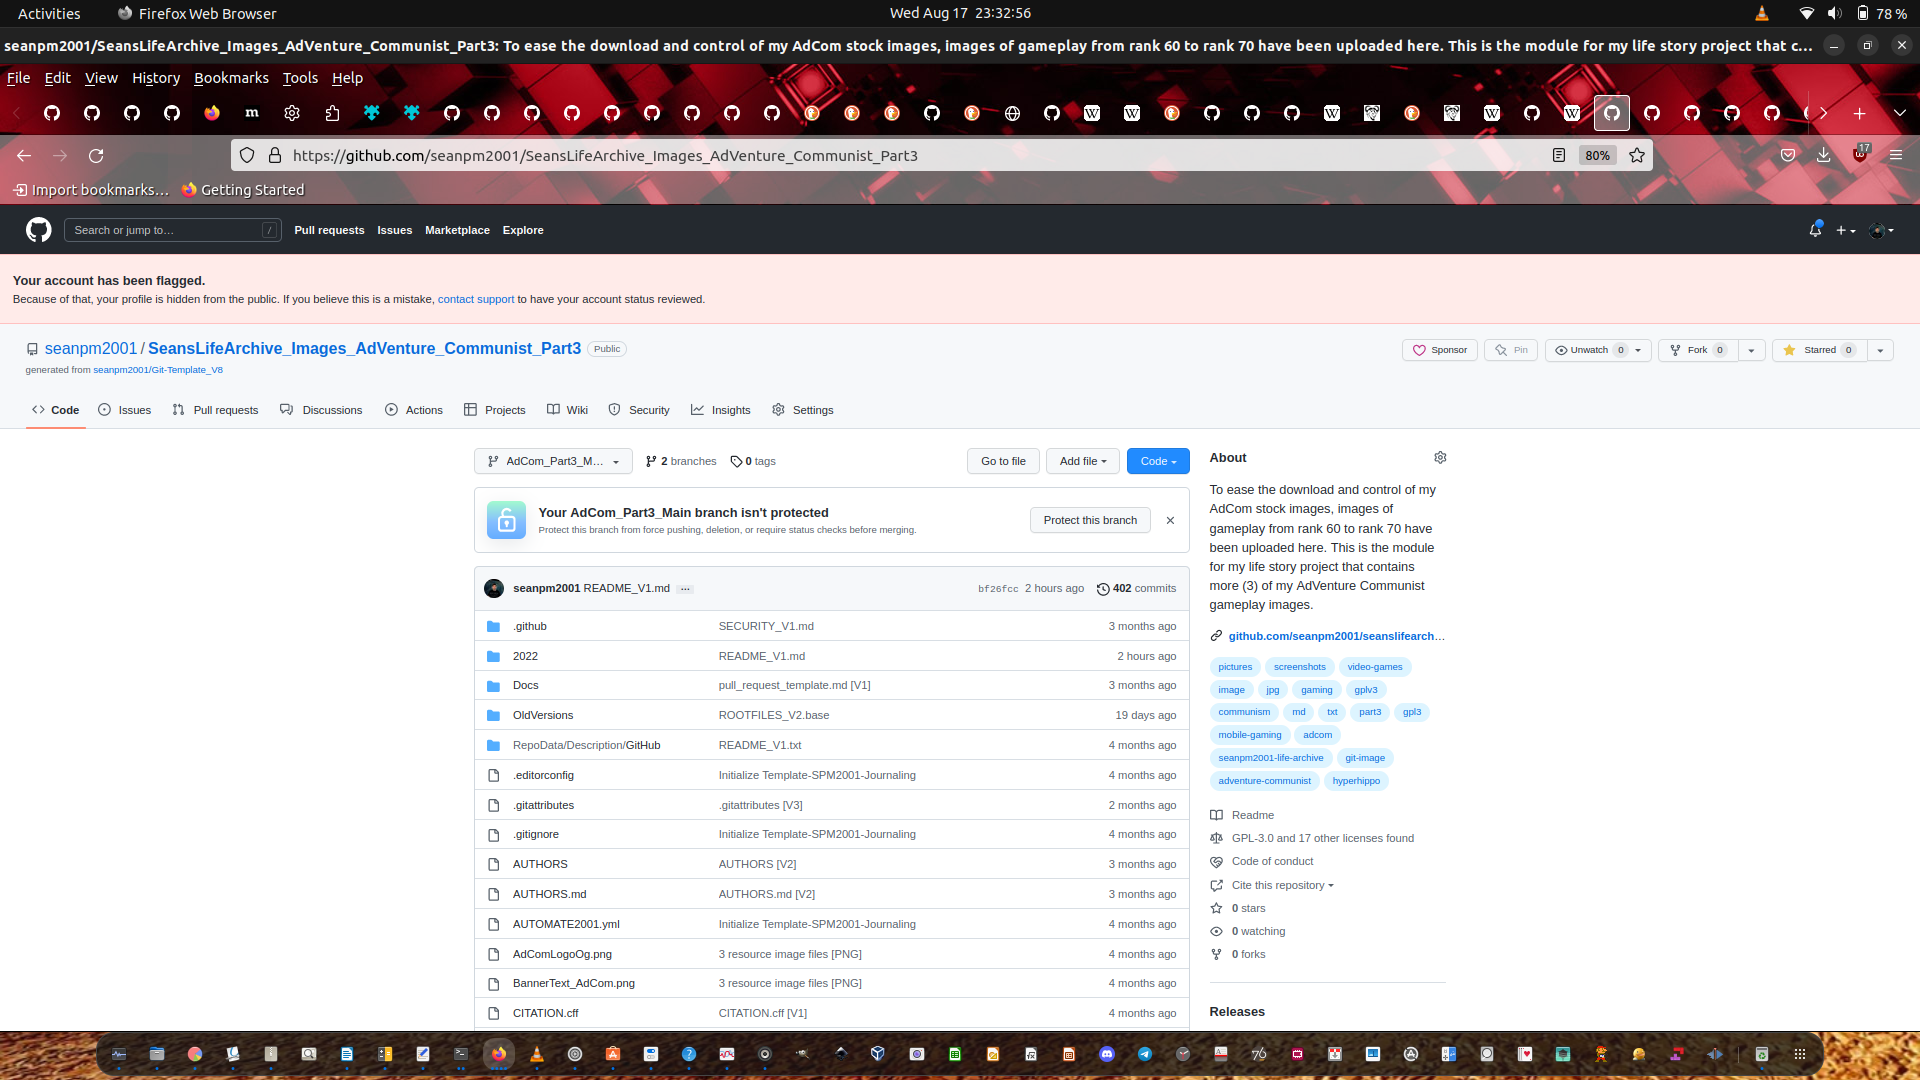 Activities
Firefox Web Browser
Wed Aug 17 23:32:56
78 %
seanpm2001/SeansLifeArchive_Images_AdVenture_Communist_Part3: To ease the download and control of my AdCom stock images, images of gameplay from rank 60 to rank 70 have been uploaded here. This is the module for my life story project that c...
File Edit View History Bookmarks Tools Help
https://github.com/seanpm2001/SeansLifeArchive_Images_AdVenture_Communist_Part3
80%
17
Import bookmarks...
Getting Started
Search or jump to...
/
Pull requests
Issues
Marketplace
Explore
Your account has been flagged.
Because of that, your profile is hidden from the public. If you believe this is a mistake, contact support to have your account status reviewed.
seanpm2001 / SeansLifeArchive_Images_AdVenture_Communist_Part3
Public
Sponsor
Pin
Unwatch 0
Fork 0
Starred 0
generated from seanpm2001/Git-Template_V8
Code
Issues
Pull requests
Discussions
Actions
Projects
Wiki
Security
Insights
Settings
AdCom_Part3_M...
2 branches
0 tags
Go to file
Add file
Code
Your AdCom_Part3_Main branch isn't protected
Protect this branch from force pushing, deletion, or require status checks before merging.
Protect this branch
seanpm2001 README_V1.md ...
bf26fcc 2 hours ago
402 commits
.github SECURITY_V1.md 3 months ago
2022 README_V1.md 2 hours ago
Docs pull_request_template.md [V1] 3 months ago
OldVersions ROOTFILES_V2.base 19 days ago
RepoData/Description/GitHub README_V1.txt 4 months ago
.editorconfig Initialize Template-SPM2001-Journaling 4 months ago
.gitattributes .gitattributes [V3] 2 months ago
.gitignore Initialize Template-SPM2001-Journaling 4 months ago
AUTHORS AUTHORS [V2] 3 months ago
AUTHORS.md AUTHORS.md [V2] 3 months ago
AUTOMATE2001.yml Initialize Template-SPM2001-Journaling 4 months ago
AdComLogoOg.png 3 resource image files [PNG] 4 months ago
BannerText_AdCom.png 3 resource image files [PNG] 4 months ago
CITATION.cff CITATION.cff [V1] 4 months ago
About
To ease the download and control of my
AdCom stock images, images of
gameplay from rank 60 to rank 70 have
been uploaded here. This is the module
for my life story project that contains
more (3) of my AdVenture Communist
gameplay images.
github.com/seanpm2001/seanslifearch...
pictures screenshots video-games
image jpg gaming gplv3
communism md txt part3 gpl3
mobile-gaming adcom
seanpm2001-life-archive git-image
adventure-communist hyperhippo
Readme
GPL-3.0 and 17 other licenses found
Code of conduct
Cite this repository
0 stars
0 watching
0 forks
Releases